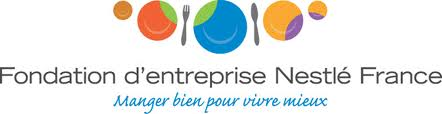 Fondation d'entreprise Nestlé France
Manger bien pour vivre mieux